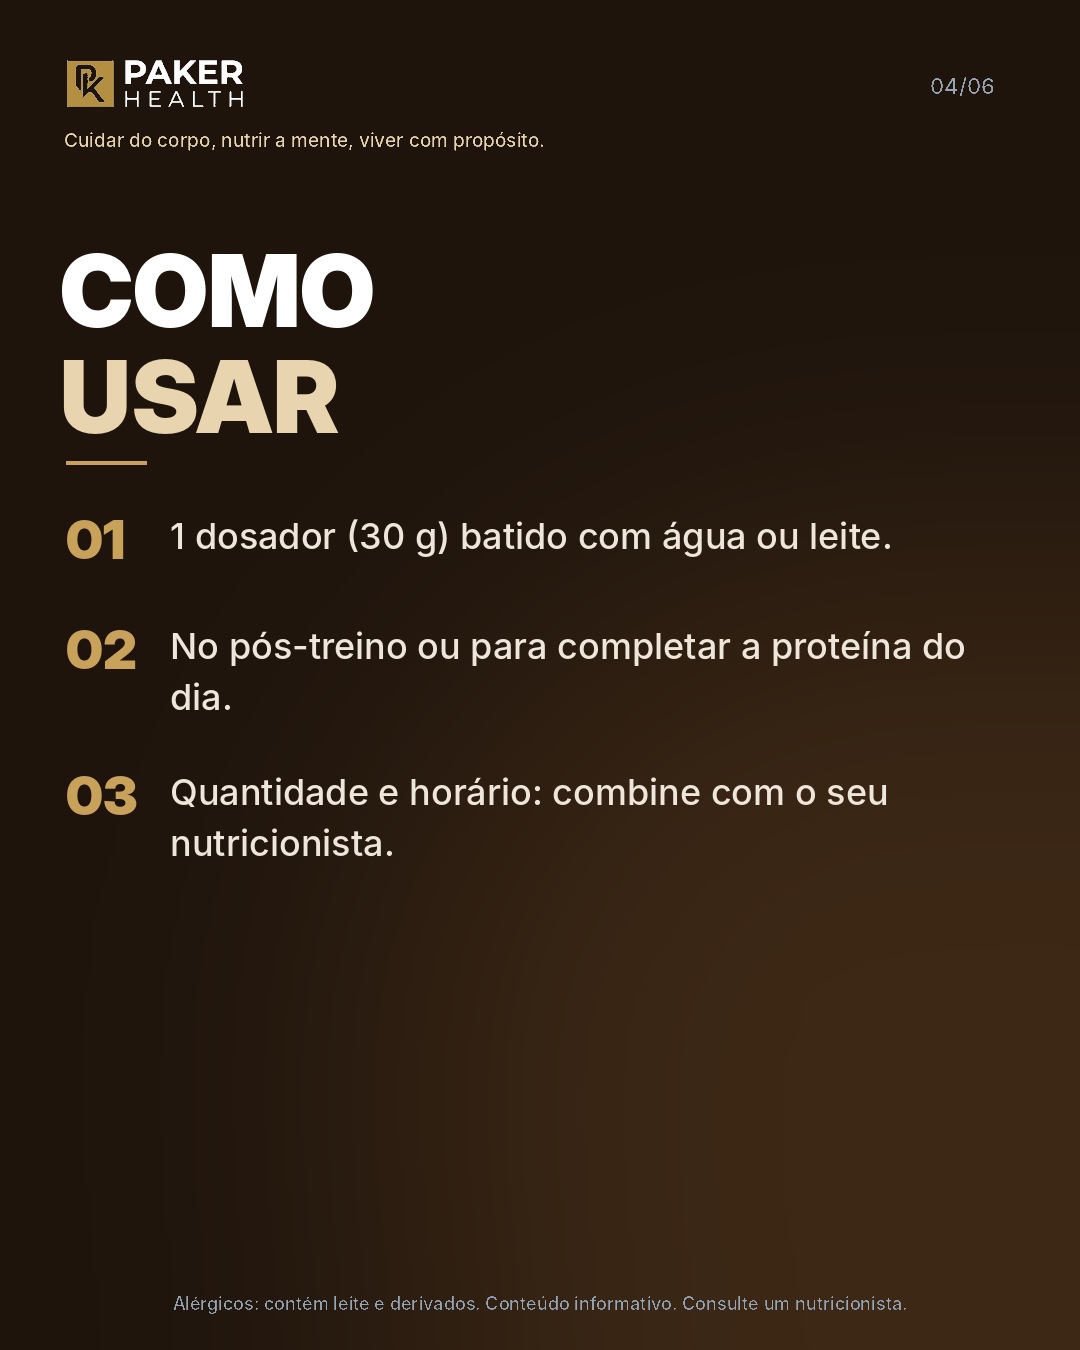 PAKER
HEALTH
04/06
Cuidar do corpo, nutrir a mente, viver com propósito.
COMO
USAR
01 1 dosador (30 g) batido com água ou leite.
02 No pós-treino ou para completar a proteína do
dia.
03 Quantidade e horário: combine com o seu
nutricionista.
Alérgicos: contém leite e derivados. Conteúdo informativo. Consulte um nutricionista.